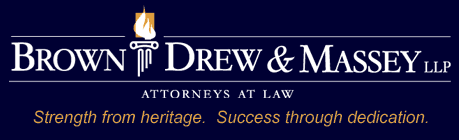 BROWN DREW & MASSEY LLP
ATTORNEYS AT LAW
Strength from heritage. Success through dedication.